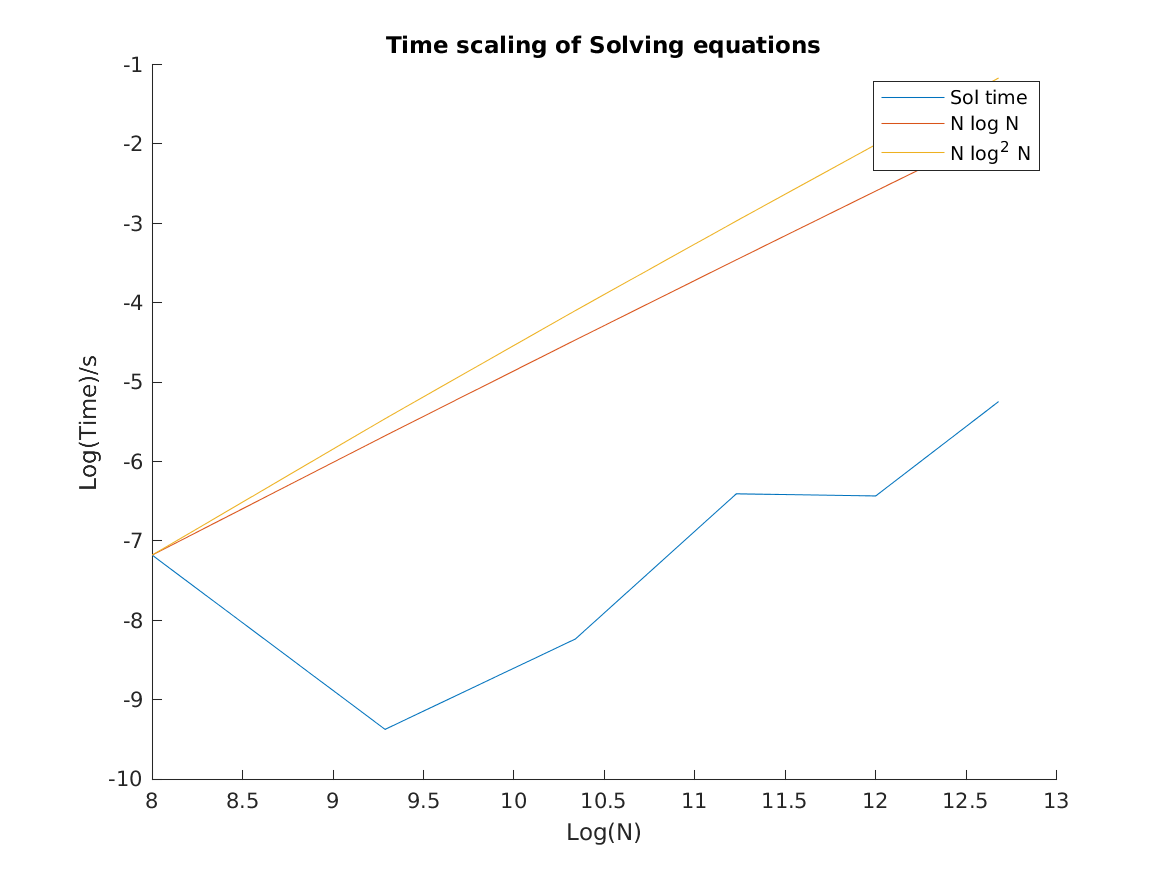 Time scaling of Solving equations
-1
-2
-3
-4
-5
-6
-7
-8
-9
-10
Log(Time)/s
Sol time
N log N
N log² N
8 8.5 9 9.5 10 10.5 11 11.5 12 12.5 13
Log(N)